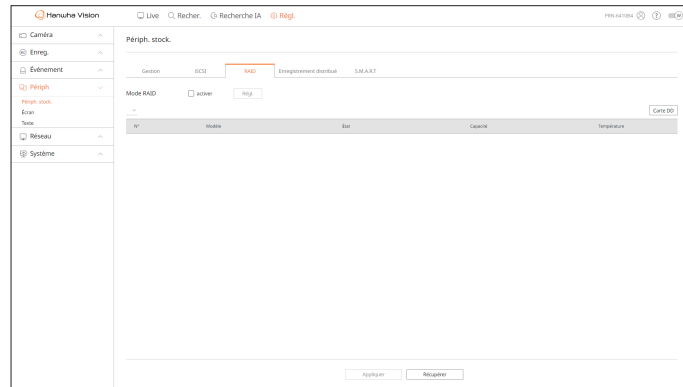 Hanwha Vision
Live Recher. Recherche IA Régl.
Caméra
Enreg.
Événement
Périph
Périph. stock.
Écran
Texte
Réseau
Système
Périph. stock.
Gestion iSCSI RAID Enregistrement distribué S.M.A.R.T
Mode RAID activer Régl
Carte DD
N° Modèle État Capacité Température
Appliquer Récupérer